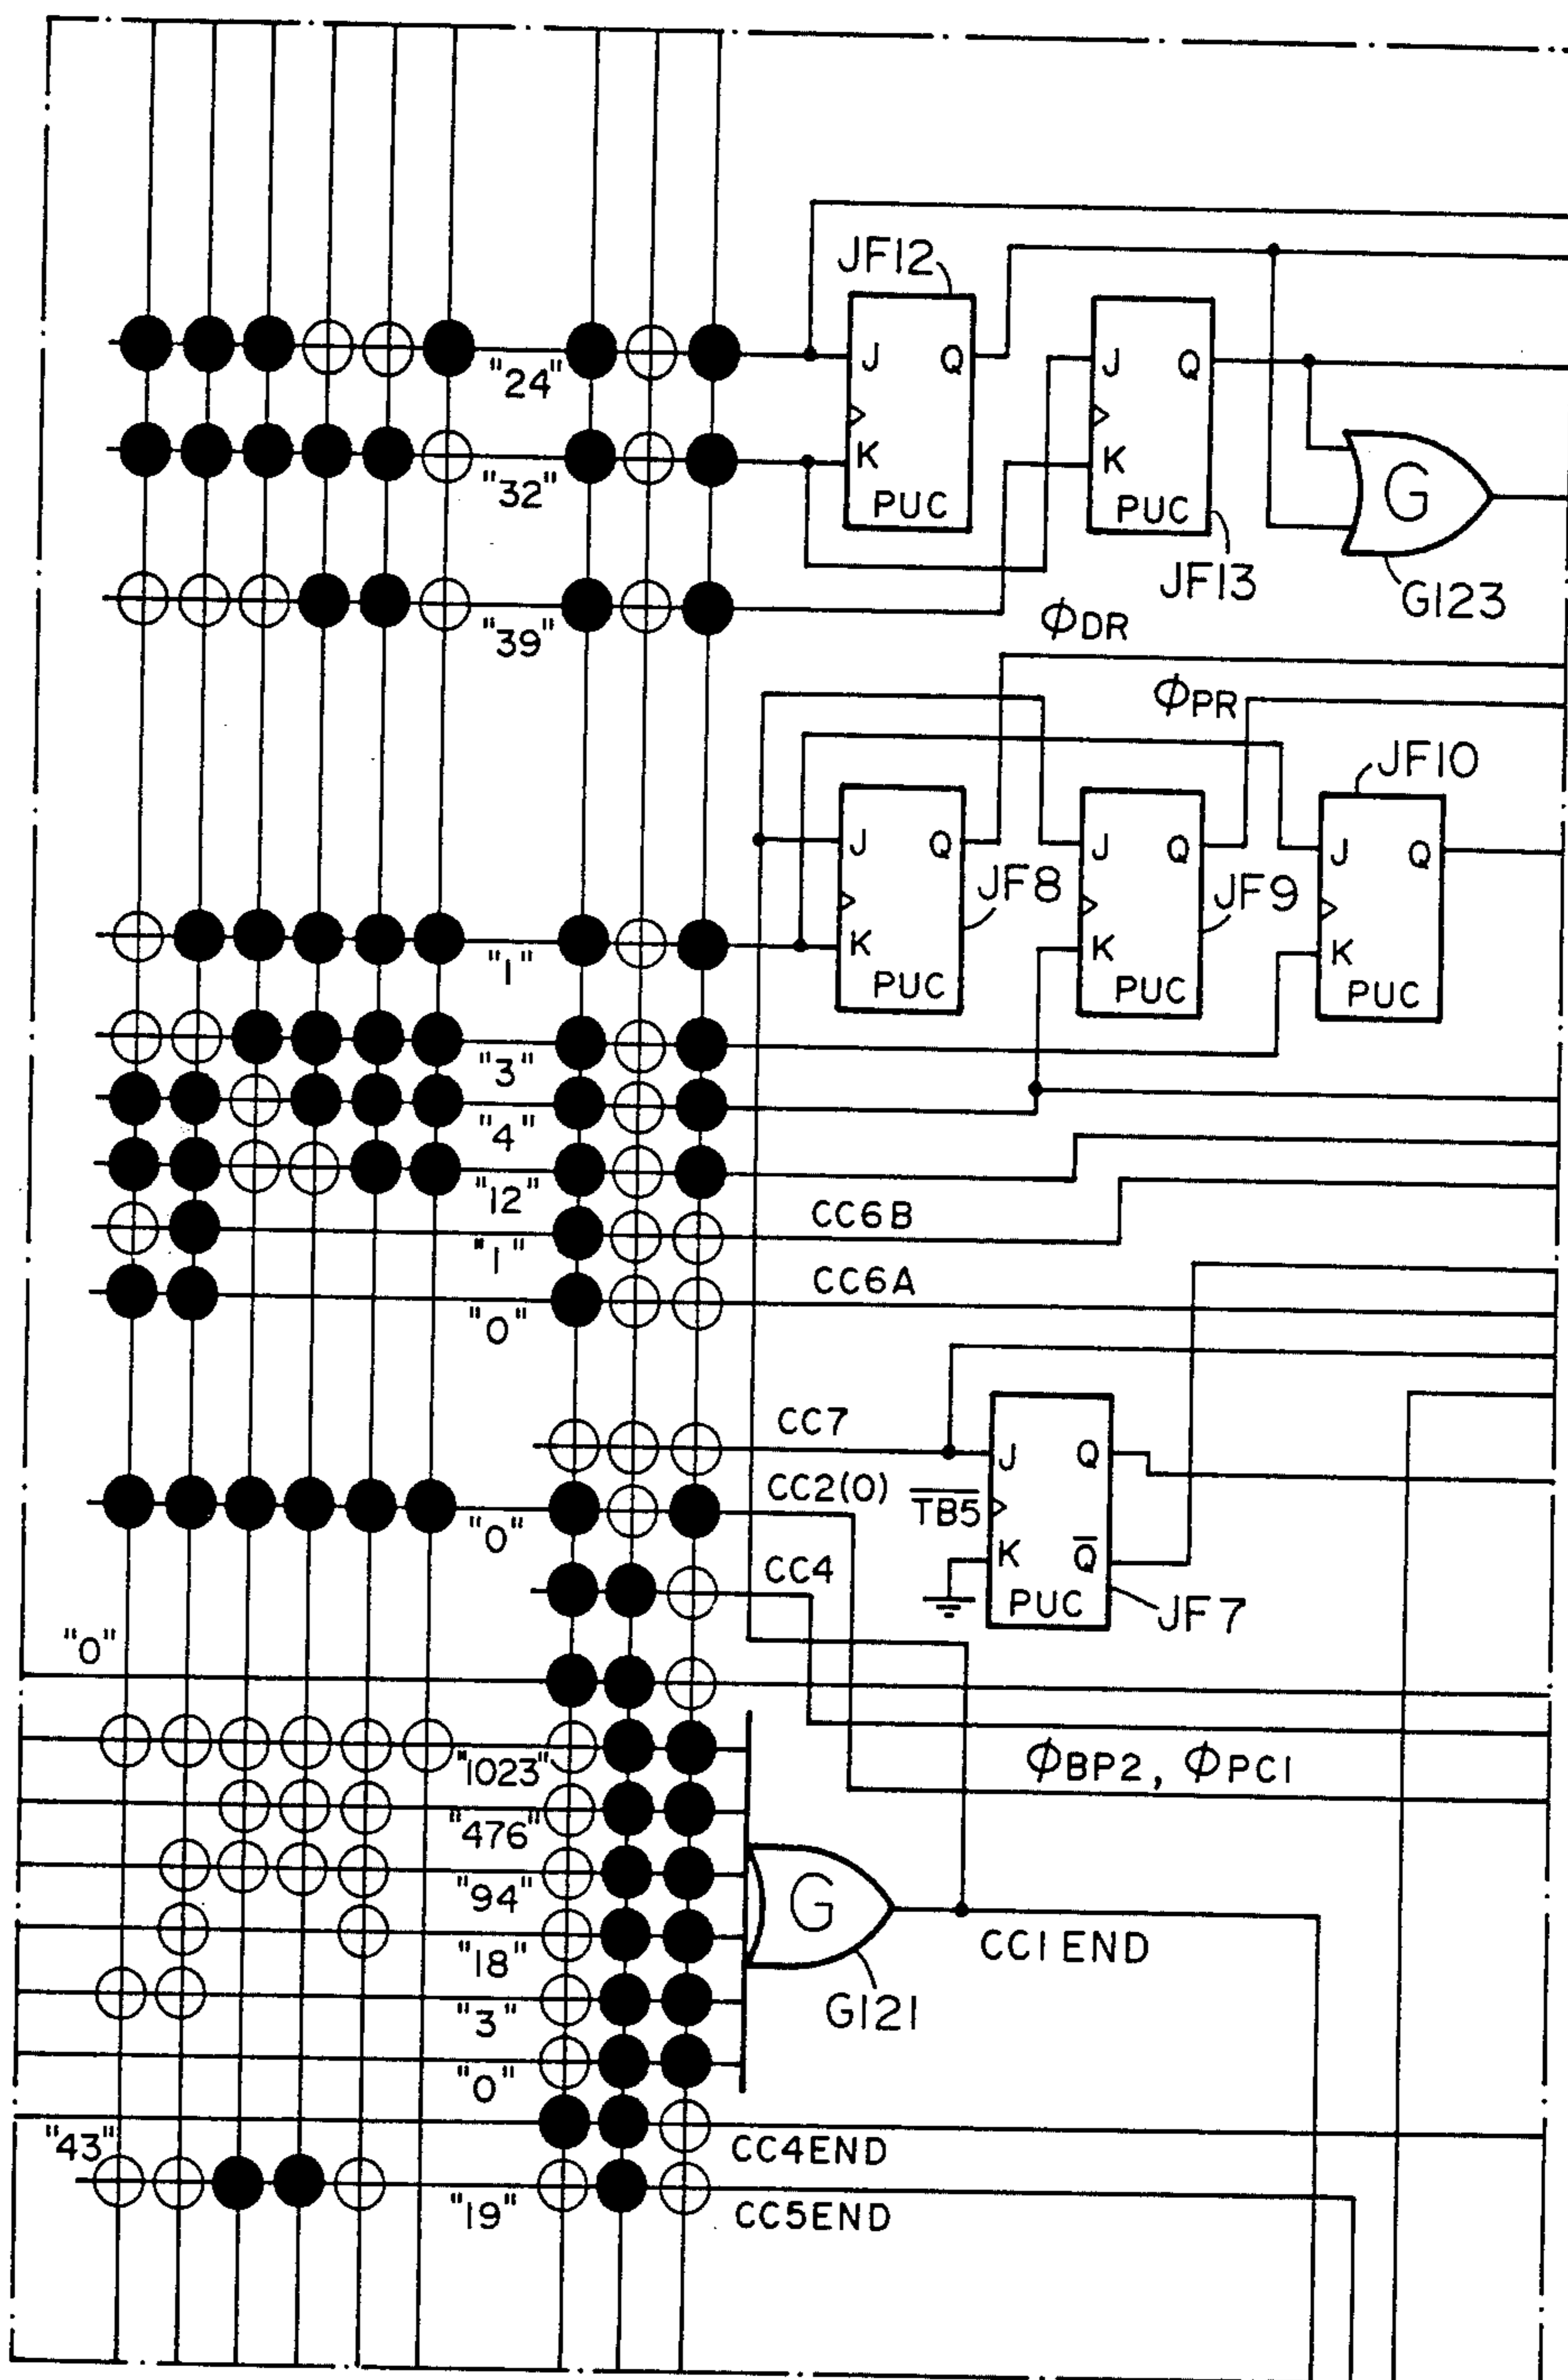 JF12
J Q J Q
"24"
K K
"32" PUC PUC G
JF13 G123
"39" φDR
φPR
JF10
J Q J Q J Q
JF8 JF9
"1" K K K
PUC PUC PUC
"3"
"4"
"12"
"1" CC6B
"0" CC6A
CC7 J Q
"0" CC2(0) TB5
CC4 K Q
PUC JF7
"0"
"1023" φBP2, φPC1
"476"
"94" G
"18" CC1END
"3" G121
"0"
"43" CC4END
"19" CC5END